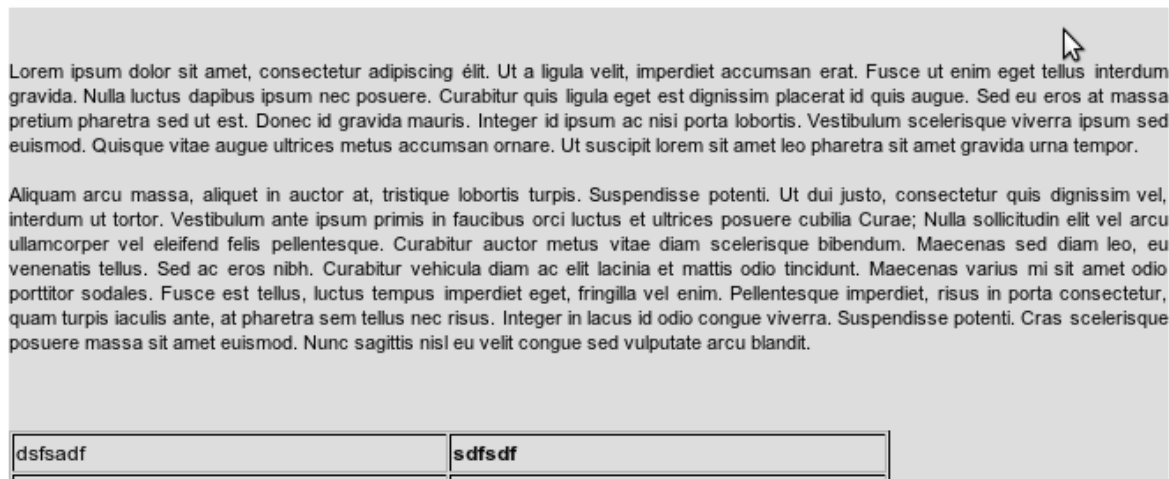 Lorem ipsum dolor sit amet, consectetur adipiscing élit. Ut a ligula velit, imperdiet accumsan erat. Fusce ut enim eget tellus interdum
gravida. Nulla luctus dapibus ipsum nec posuere. Curabitur quis ligula eget est dignissim placerat id quis augue. Sed eu eros at massa
pretium pharetra sed ut est. Donec id gravida mauris. Integer id ipsum ac nisi porta lobortis. Vestibulum scelerisque viverra ipsum sed
euismod. Quisque vitae augue ultrices metus accumsan ornare. Ut suscipit lorem sit amet leo pharetra sit amet gravida urna tempor.
Aliquam arcu massa, aliquet in auctor at, tristique lobortis turpis. Suspendisse potenti. Ut dui justo, consectetur quis dignissim vel,
interdum ut tortor. Vestibulum ante ipsum primis in faucibus orci luctus et ultrices posuere cubilia Curae; Nulla sollicitudin elit vel arcu
ullamcorper vel eleifend felis pellentesque. Curabitur auctor metus vitae diam scelerisque bibendum. Maecenas sed diam leo, eu
venenatis tellus. Sed ac eros nibh. Curabitur vehicula diam ac elit lacinia et mattis odio tincidunt. Maecenas varius mi sit amet odio
porttitor sodales. Fusce est tellus, luctus tempus imperdiet eget, fringilla vel enim. Pellentesque imperdiet, risus in porta consectetur,
quam turpis iaculis ante, at pharetra sem tellus nec risus. Integer in lacus id odio congue viverra. Suspendisse potenti. Cras scelerisque
posuere massa sit amet euismod. Nunc sagittis nisl eu velit congue sed vulputate arcu blandit.
dsfsadf sdfsdf